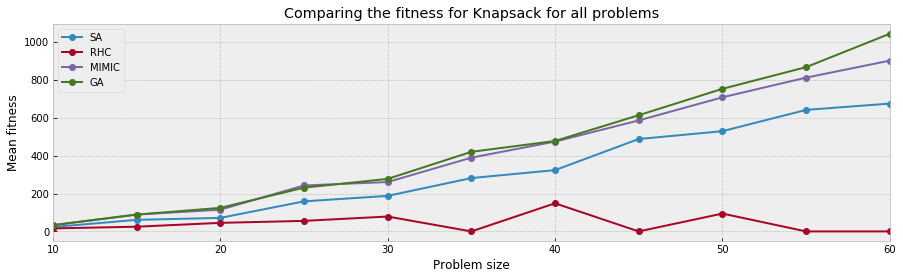 Comparing the fitness for Knapsack for all problems
SA
RHC
MIMIC
GA
Mean fitness
1000
800
600
400
200
0
10
20
30
40
50
60
Problem size